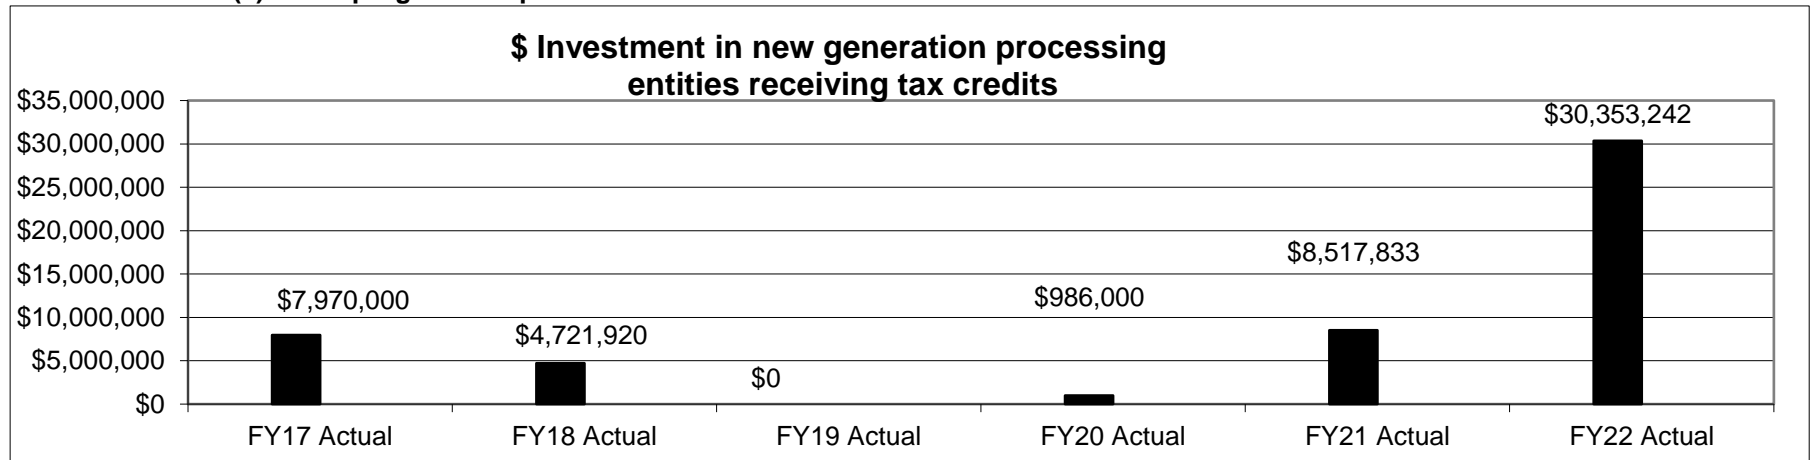 $ Investment in new generation processing
entities receiving tax credits
$35,000,000
$30,000,000
$25,000,000
$20,000,000
$15,000,000
$10,000,000
$5,000,000
$0
$7,970,000
$4,721,920
$0
$986,000
$8,517,833
$30,353,242
FY17 Actual
FY18 Actual
FY19 Actual
FY20 Actual
FY21 Actual
FY22 Actual